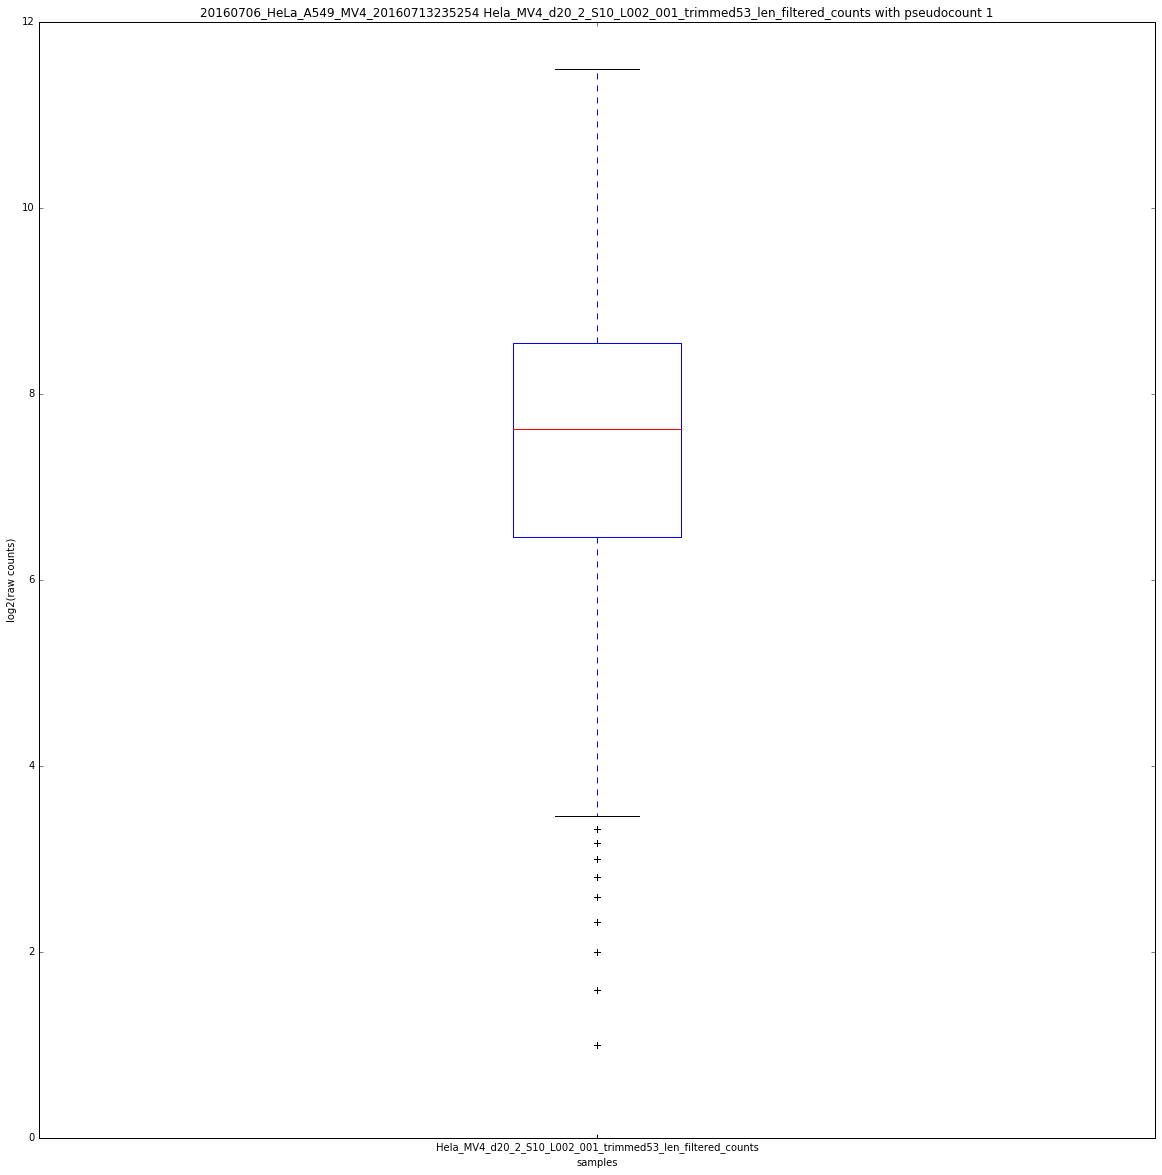 20160706_HeLa_A549_MV4_20160713235254 Hela_MV4_d20_2_S10_L002_001_trimmed53_len_filtered_counts with pseudocount 1
12
10
8
6
4
2
0
log2(raw counts)
Hela_MV4_d20_2_S10_L002_001_trimmed53_len_filtered_counts
samples